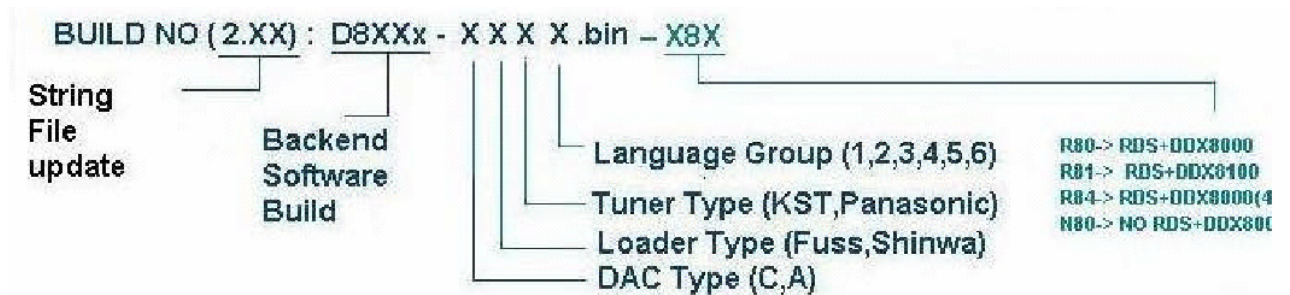 BUILD NO (2.XX) : D8XXx - X X X X .bin – X8X
String
File
update
Backend
Software
Build
Language Group (1,2,3,4,5,6)
Tuner Type (KST,Panasonic)
Loader Type (Fuss,Shinwa)
DAC Type (C,A)
R80-> RDS+DDX8000
R81-> RDS+DDX8100
R84-> RDS+DDX8000(4
N80-> NO RDS+DDX800